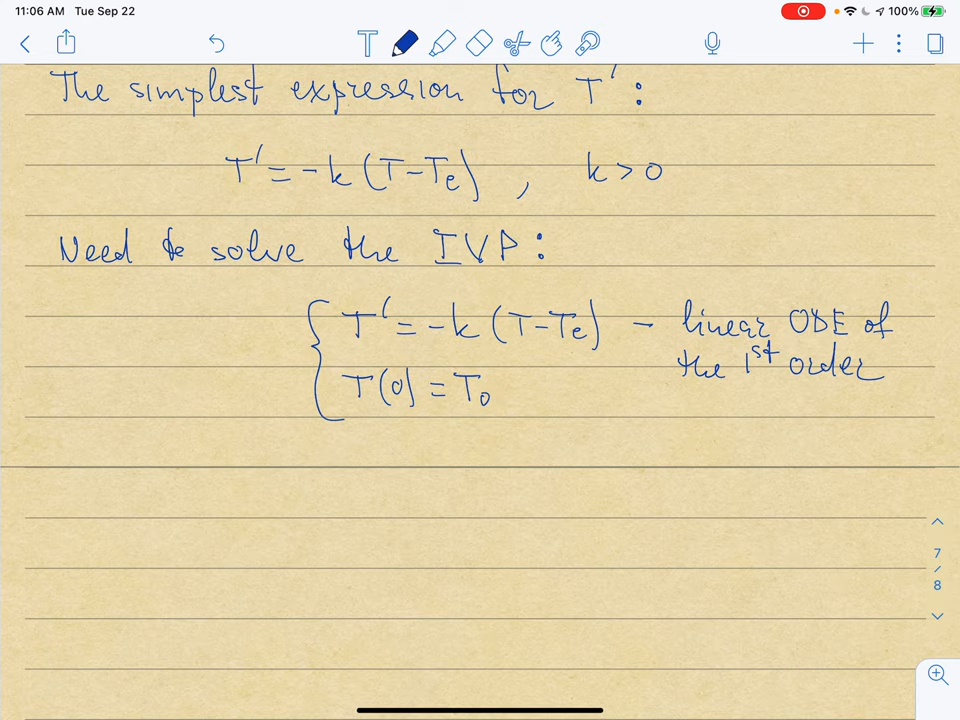 11:06 AM Tue Sep 22
100%
The simplest expression for T' :
T' = -k (T-Te) , k > 0
Need to solve the IVP:
T' = -k (T-Te) - linear ODE of
the 1st order
T(0) = T0
7
/
8